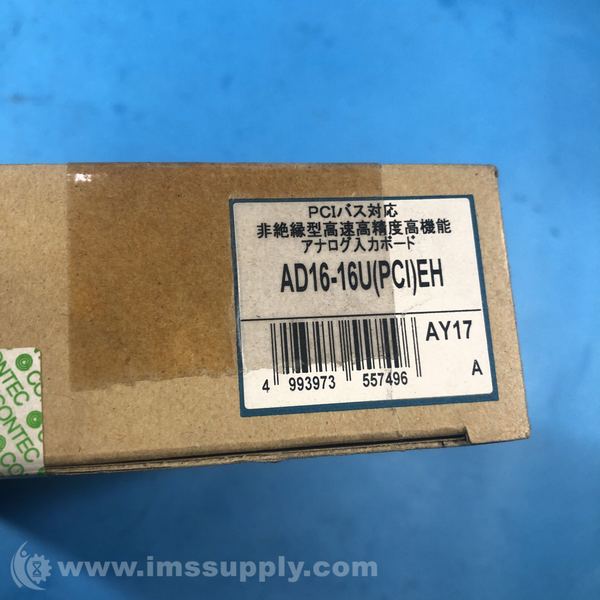 PCIバス対応
非絶縁型高速高精度高機能
アナログ入力ボード
AD16-16U(PCI)EH
AY17
4 993973 557496
A
CONTEC
www.imssupply.com